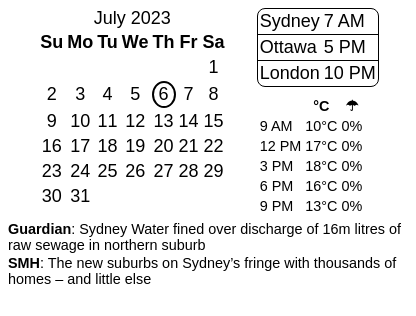 July 2023
Su Mo Tu We Th Fr Sa
1
2 3 4 5 6 7 8
9 10 11 12 13 14 15
16 17 18 19 20 21 22
23 24 25 26 27 28 29
30 31
Sydney 7 AM
Ottawa 5 PM
London 10 PM
°C ☂
9 AM 10°C 0%
12 PM 17°C 0%
3 PM 18°C 0%
6 PM 16°C 0%
9 PM 13°C 0%
Guardian: Sydney Water fined over discharge of 16m litres of
raw sewage in northern suburb
SMH: The new suburbs on Sydney’s fringe with thousands of
homes – and little else